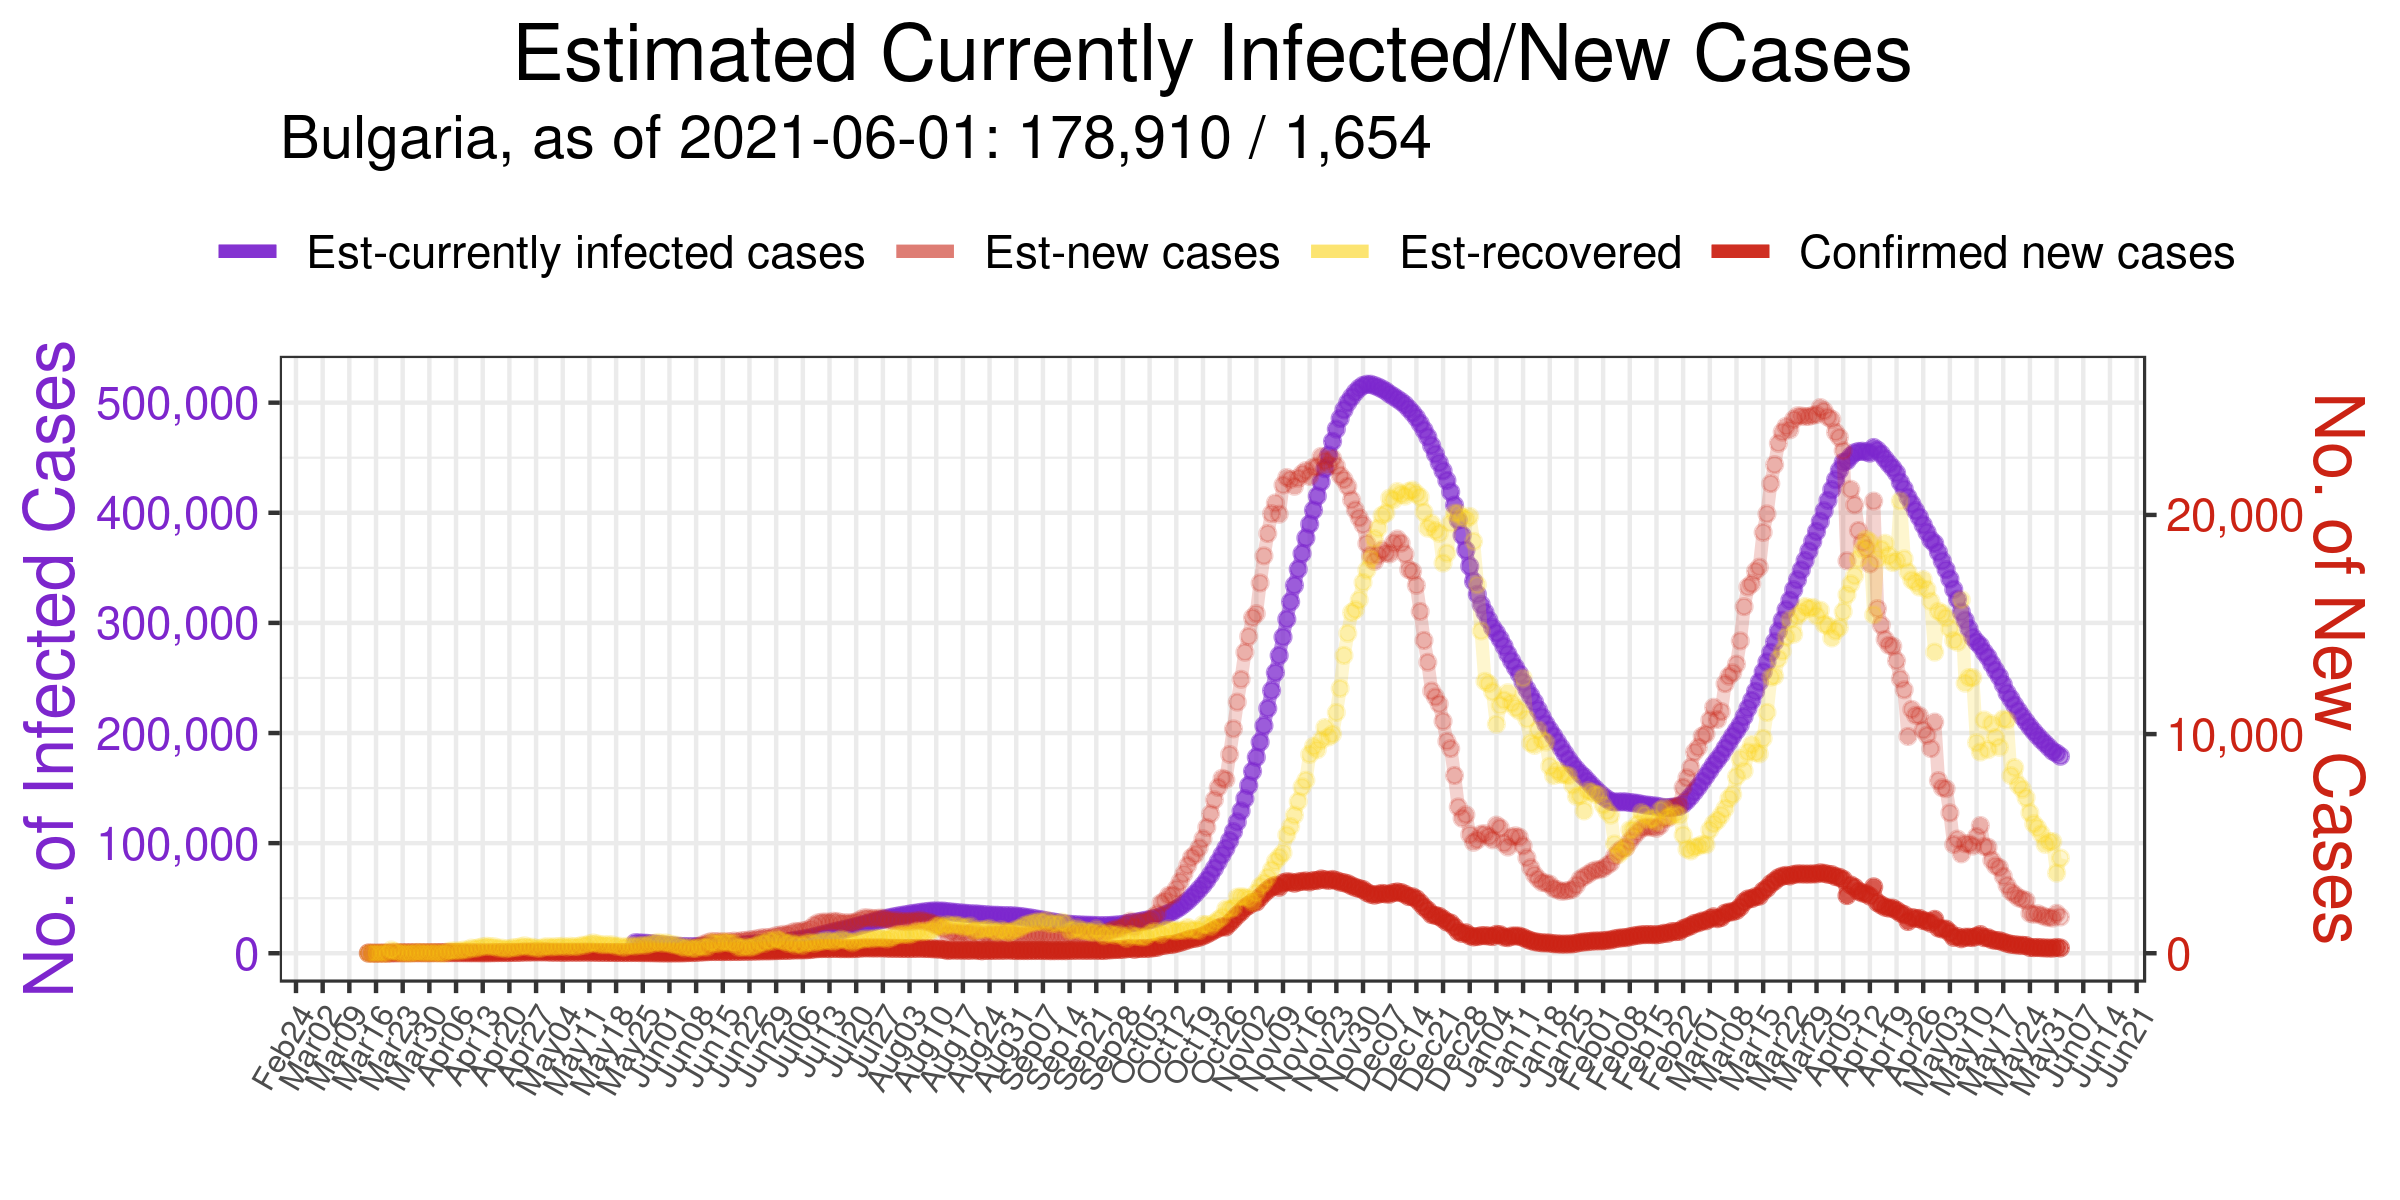 Estimated Currently Infected/New Cases
Bulgaria, as of 2021-06-01: 178,910 / 1,654
Est-currently infected cases Est-new cases Est-recovered Confirmed new cases
No. of Infected Cases
500,000
400,000
300,000
200,000
100,000
0
20,000
10,000
0
No. of New Cases
Feb24 Mar02 Mar09 Mar16 Mar23 Mar30 Apr06 Apr13 Apr20 Apr27 May04 May11 May18 May25 Jun01 Jun08 Jun15 Jun22 Jun29 Jul06 Jul13 Jul20 Jul27 Aug03 Aug10 Aug17 Aug24 Aug31 Sep07 Sep14 Sep21 Sep28 Oct05 Oct12 Oct19 Oct26 Nov02 Nov09 Nov16 Nov23 Nov30 Dec07 Dec14 Dec21 Dec28 Jan04 Jan11 Jan18 Jan25 Feb01 Feb08 Feb15 Feb22 Mar01 Mar08 Mar15 Mar22 Mar29 Apr05 Apr12 Apr19 Apr26 May03 May10 May17 May24 May31 Jun07 Jun14 Jun21